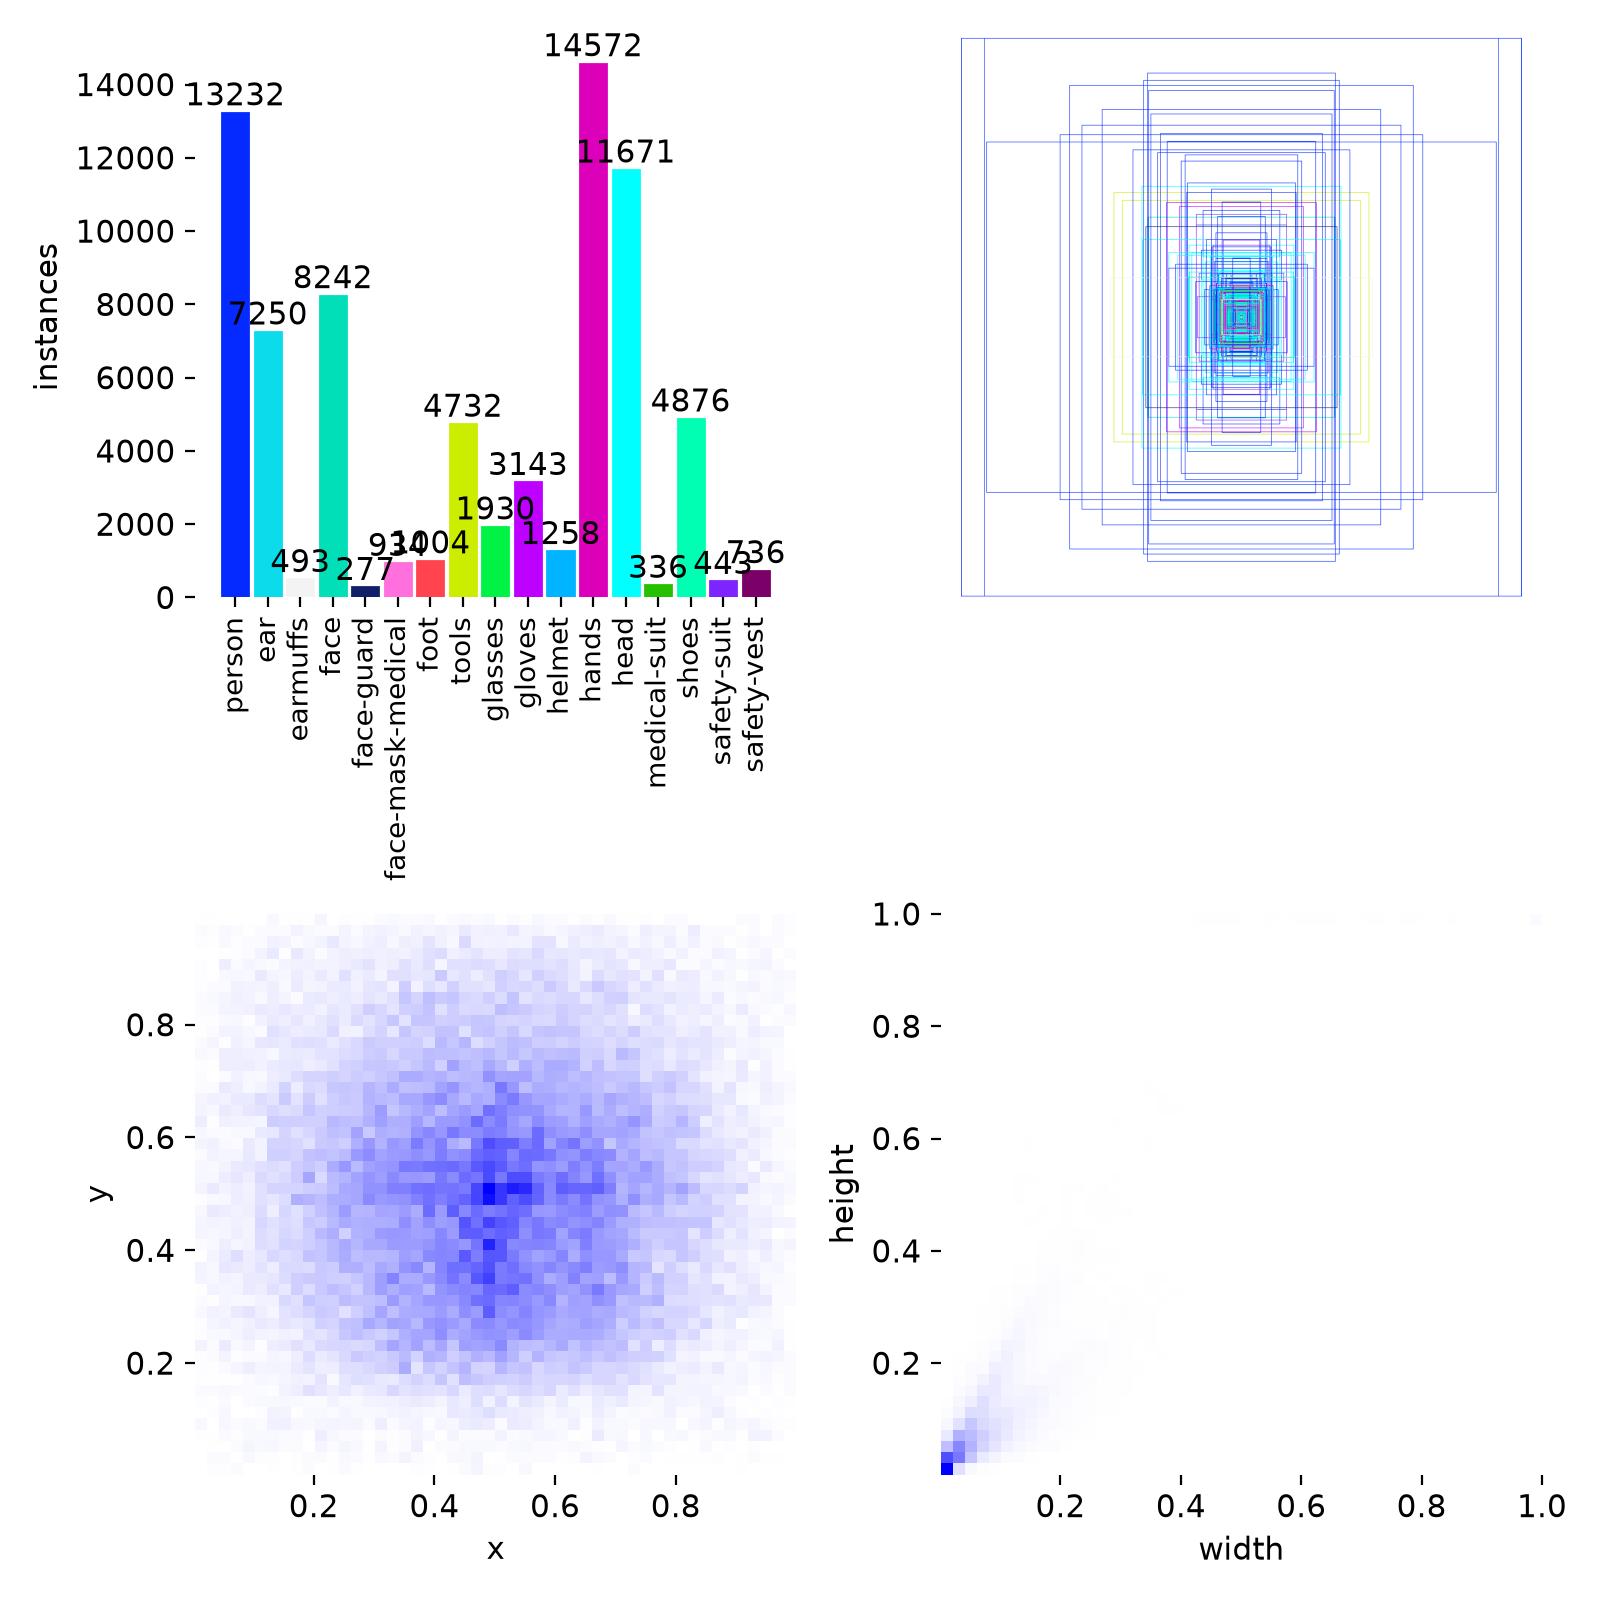 14572
14000
13232
12000
11671
10000
8242
8000
7250
6000
4876
4732
4000
3143
2000
1930
1258
1004
934
736
493
443
336
277
0
instances
person
ear
earmuffs
face
face-guard
face-mask-medical
foot
tools
glasses
gloves
helmet
hands
head
medical-suit
shoes
safety-suit
safety-vest
0.8
0.6
0.4
0.2
y
0.2 0.4 0.6 0.8
x
1.0
0.8
0.6
0.4
0.2
height
0.2 0.4 0.6 0.8 1.0
width